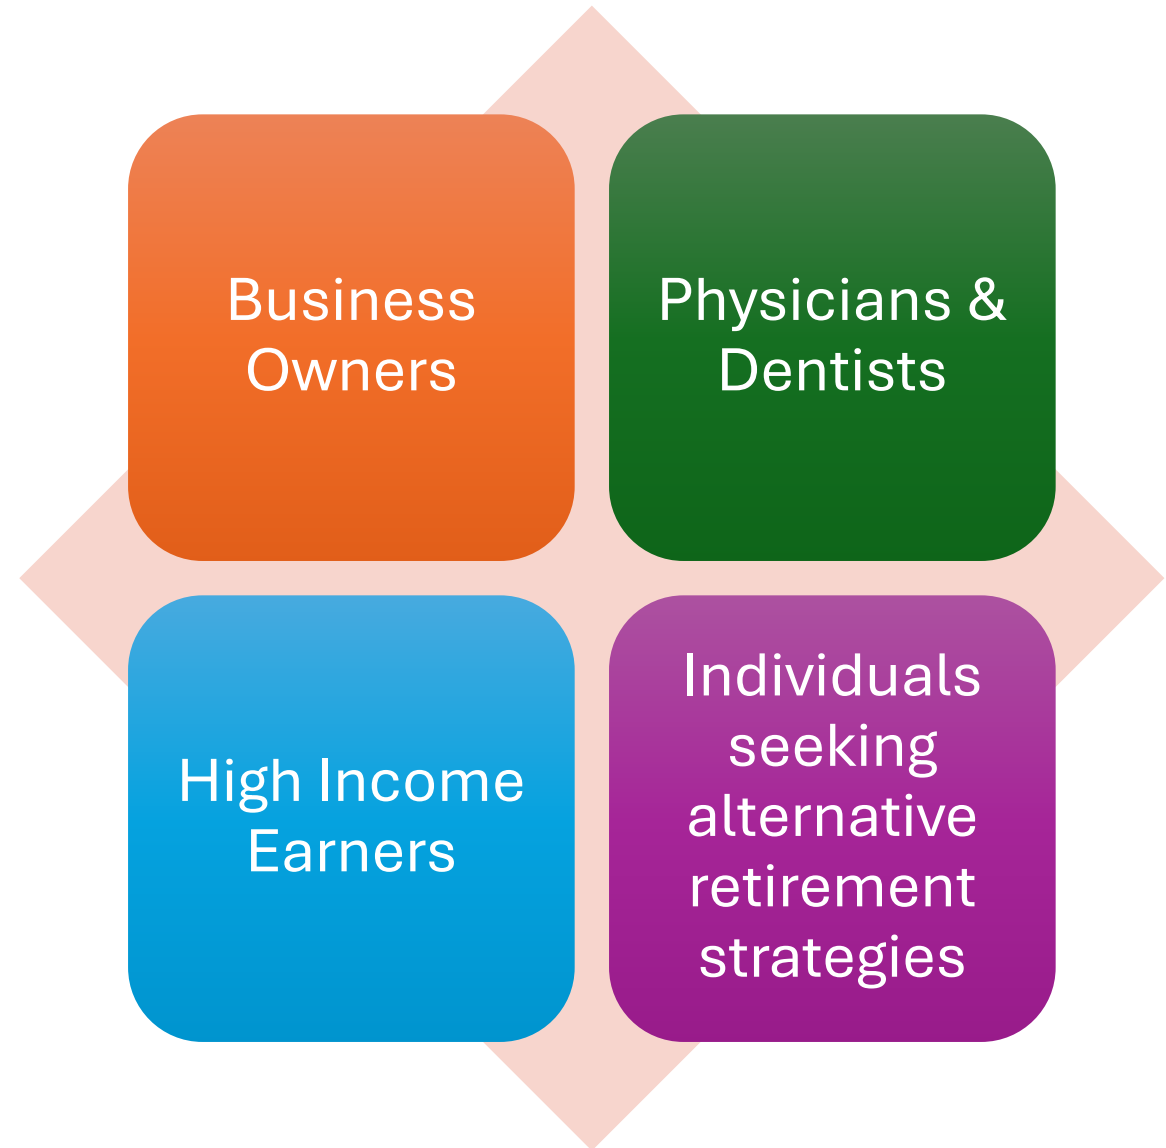 Business
Owners
Physicians &
Dentists
High Income
Earners
Individuals
seeking
alternative
retirement
strategies